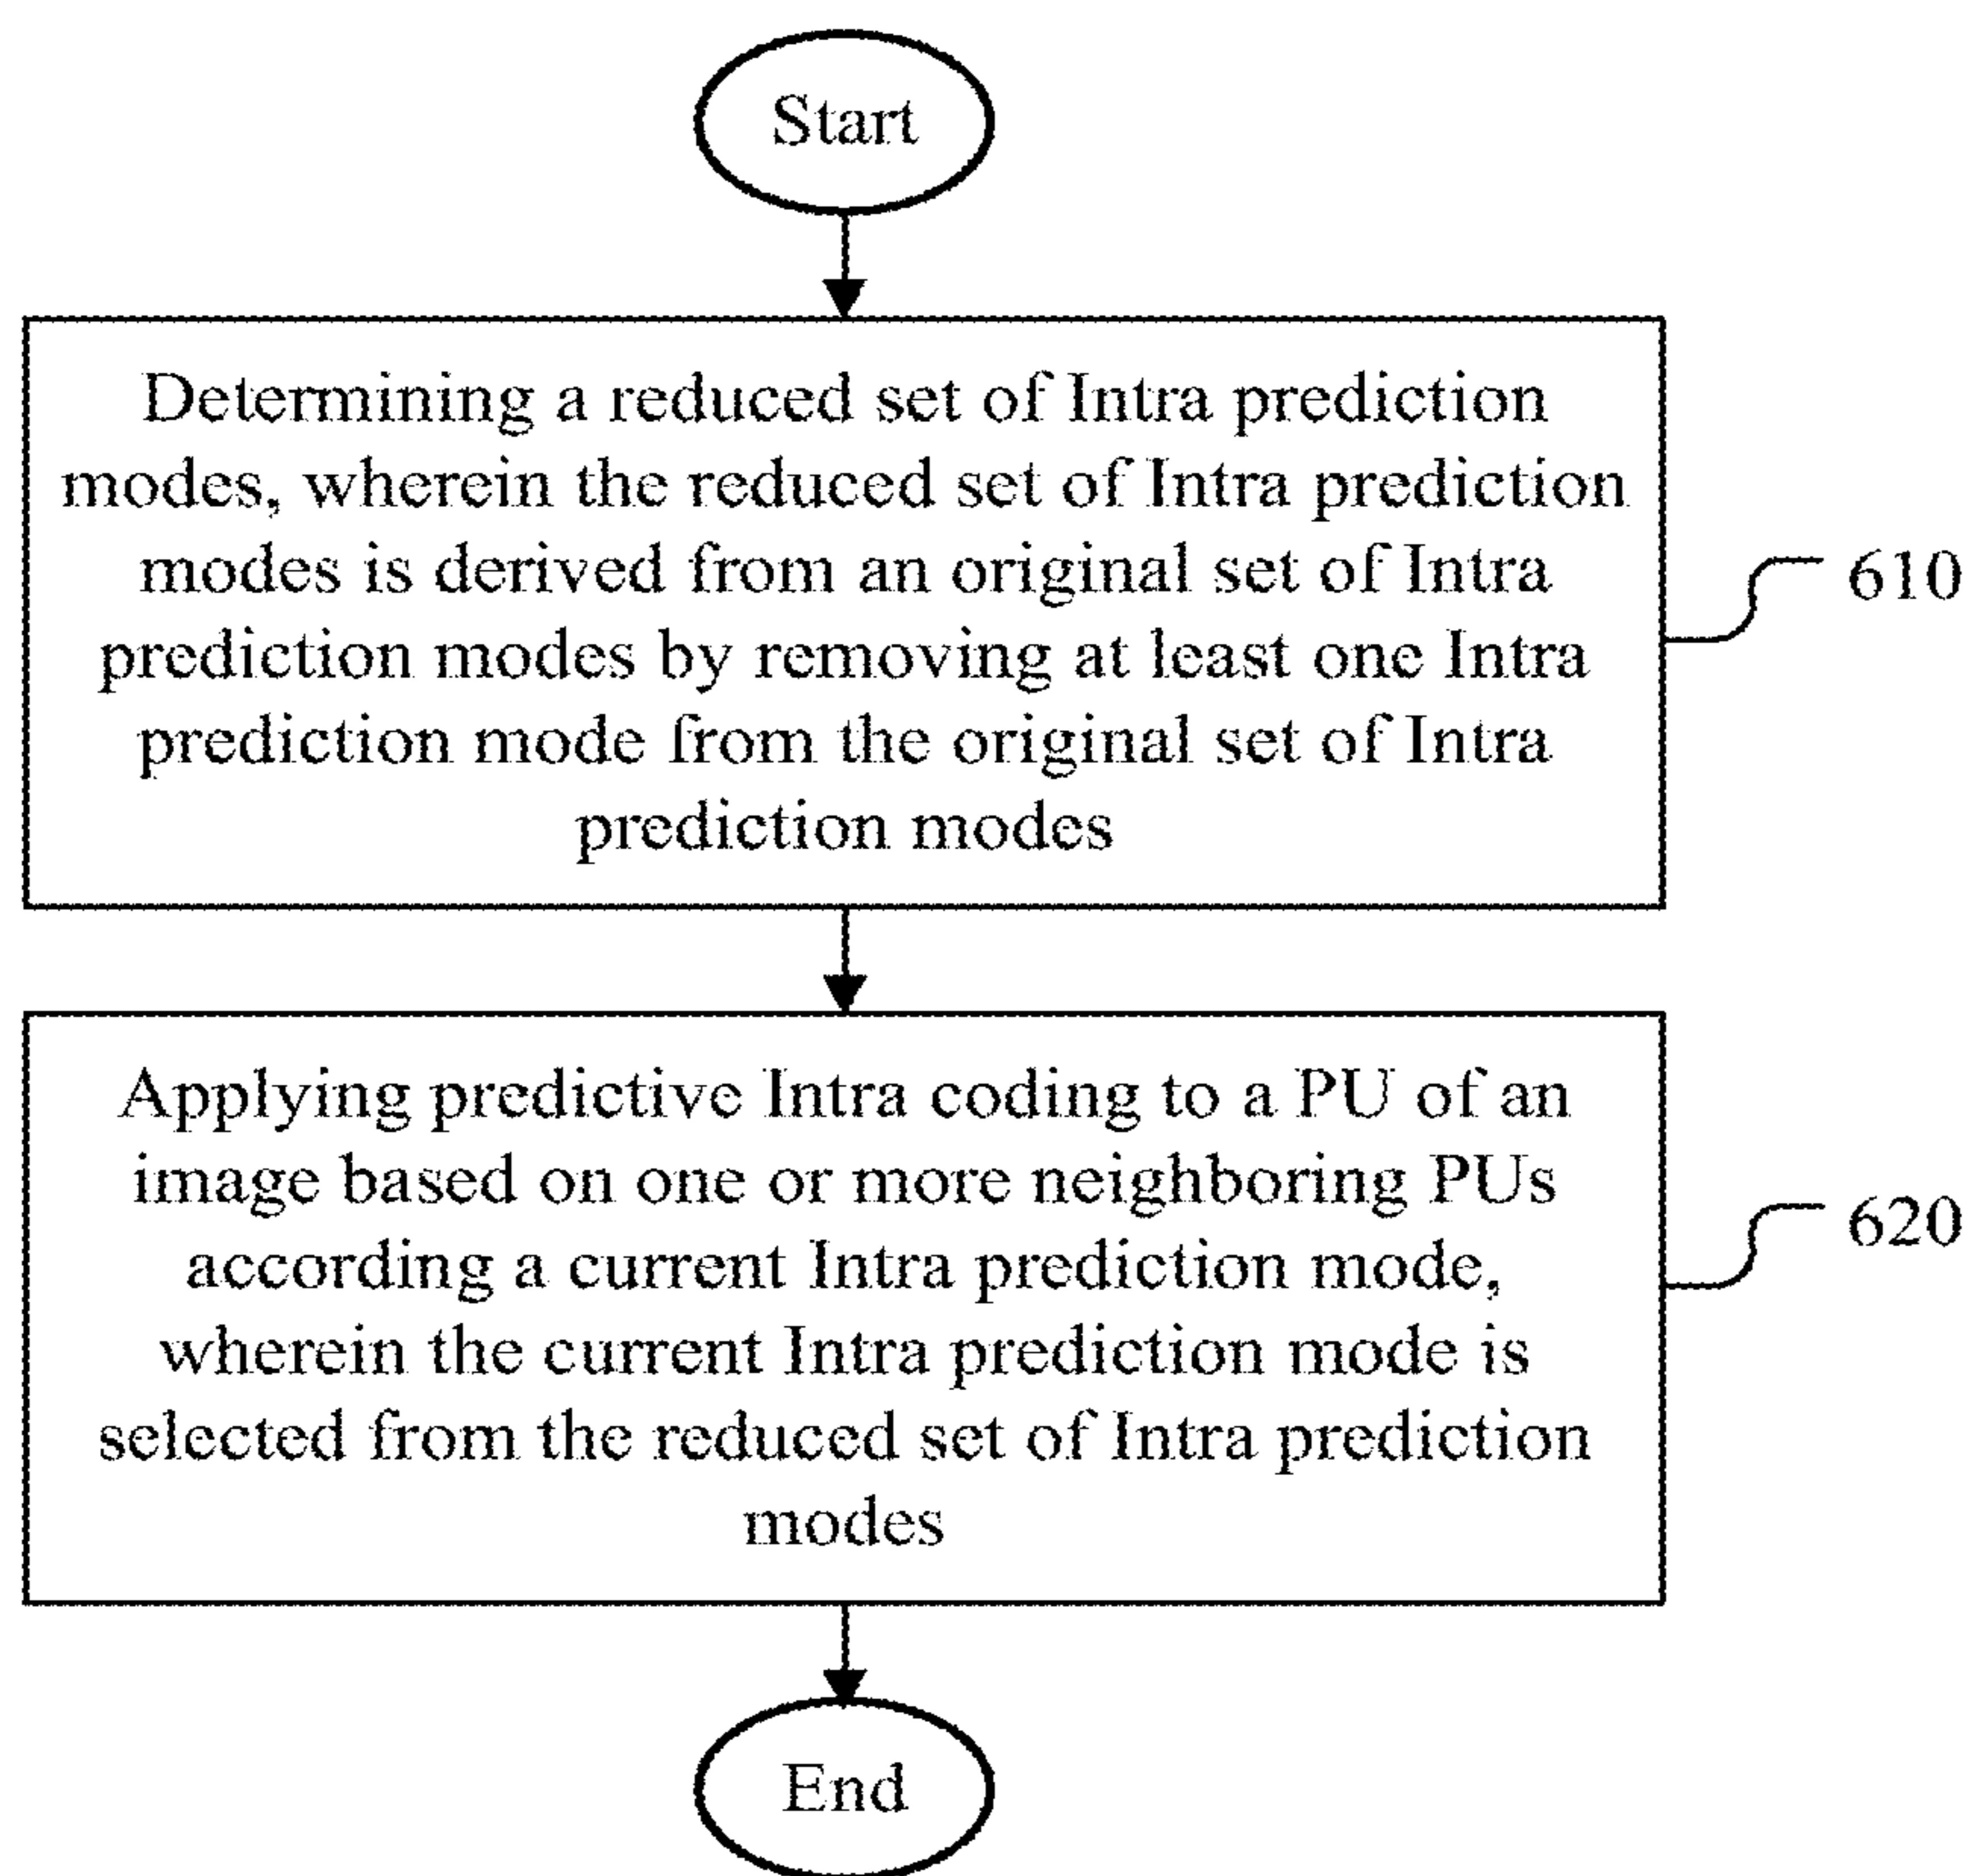 Start
Determining a reduced set of Intra prediction
modes, wherein the reduced set of Intra prediction
modes is derived from an original set of Intra
prediction modes by removing at least one Intra
prediction mode from the original set of Intra
prediction modes
610
Applying predictive Intra coding to a PU of an
image based on one or more neighboring PUs
according a current Intra prediction mode,
wherein the current Intra prediction mode is
selected from the reduced set of Intra prediction
modes
620
End